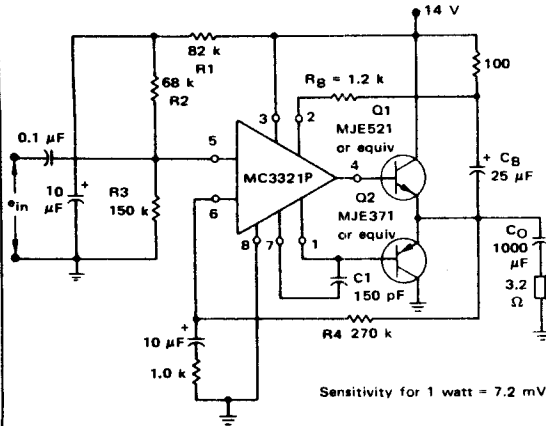 14 V
82 k
R1
68 k
R2
RB = 1.2 k
100
Q1
MJE521
or equiv
3
2
0.1 µF
5
MC3321P
4
+
CB
25 µF
ein
+
10
µF
R3
150 k
6
Q2
MJE371
or equiv
8
7
1
C1
150 pF
CO
1000
µF
3.2
Ω
R4 270 k
+
10 µF
1.0 k
Sensitivity for 1 watt = 7.2 mV